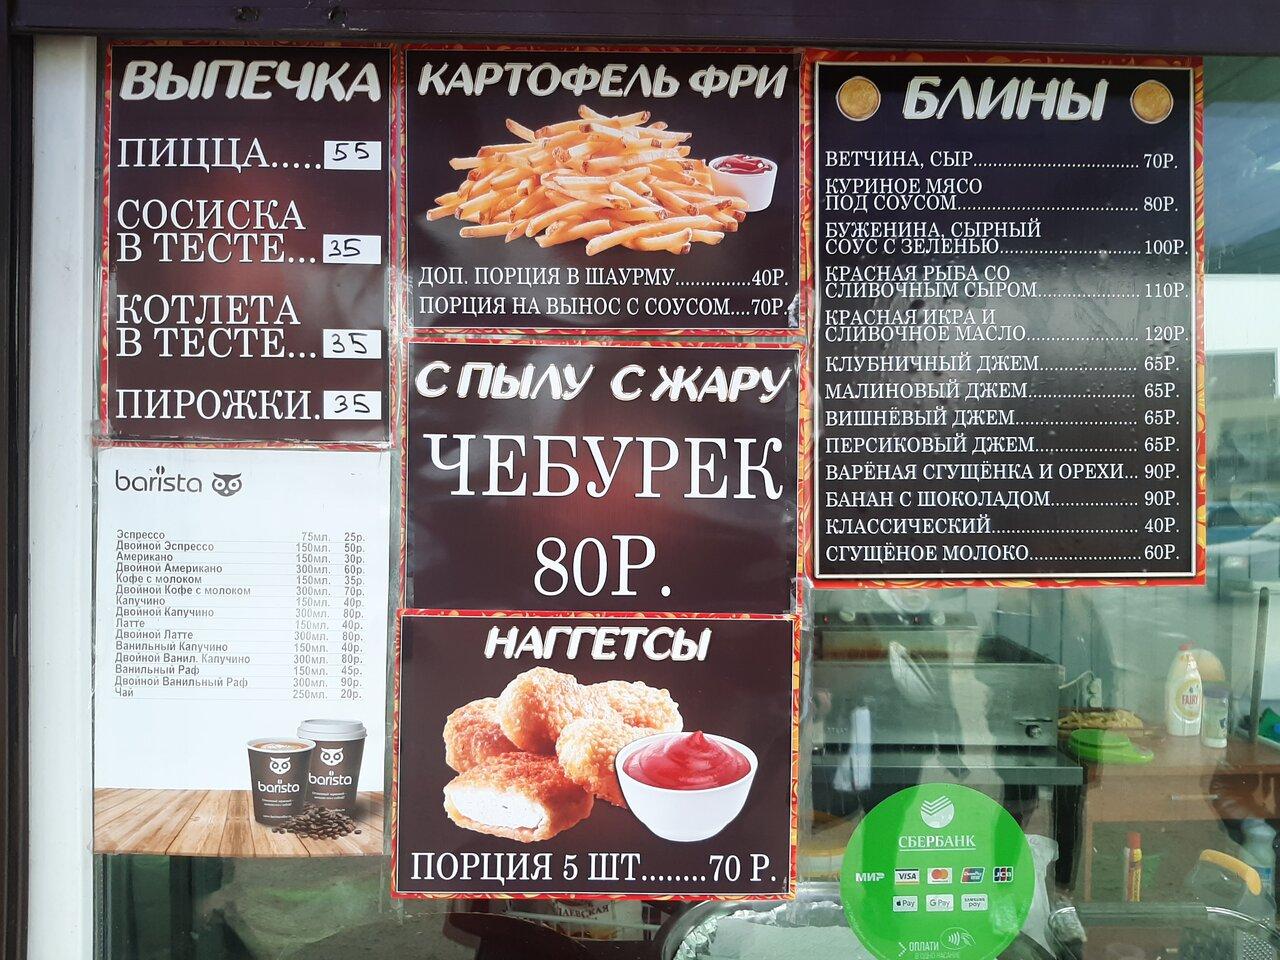 ВЫПЕЧКА
ПИЦЦА.....55
СОСИСКА
В ТЕСТЕ...35
КОТЛЕТА
В ТЕСТЕ...35
ПИРОЖКИ.35
barista
Эспрессо 75мл. 25р.
Двойной Эспрессо 150мл. 50р.
Американо 150мл. 30р.
Двойной Американо 300мл. 60р.
Кофе с молоком 150мл. 35р.
Двойной Кофе с молоком 300мл. 70р.
Капучино 150мл. 40р.
Двойной Капучино 300мл. 80р.
Латте 150мл. 40р.
Двойной Латте 300мл. 80р.
Ванильный Капучино 150мл. 40р.
Двойной Ванил. Капучино 300мл. 80р.
Ванильный Раф 150мл. 45р.
Двойной Ванильный Раф 300мл. 90р.
Чай 250мл. 20р.
barista
barista
КАРТОФЕЛЬ ФРИ
ДОП. ПОРЦИЯ В ШАУРМУ...............40Р.
ПОРЦИЯ НА ВЫНОС С СОУСОМ....70Р.
С ПЫЛУ С ЖАРУ
ЧЕБУРЕК
80Р.
НАГГЕТСЫ
ПОРЦИЯ 5 ШТ........70 Р.
БЛИНЫ
ВЕТЧИНА, СЫР..................................70Р.
КУРИНОЕ МЯСО
ПОД СОУСОМ.....................................80Р.
БУЖЕНИНА, СЫРНЫЙ
СОУС С ЗЕЛЕНЬЮ.............................100Р.
КРАСНАЯ РЫБА СО
СЛИВОЧНЫМ СЫРОМ.....................110Р.
КРАСНАЯ ИКРА И
СЛИВОЧНОЕ МАСЛО.......................120Р.
КЛУБНИЧНЫЙ ДЖЕМ....................65Р.
МАЛИНОВЫЙ ДЖЕМ.......................65Р.
ВИШНЁВЫЙ ДЖЕМ.........................65Р.
ПЕРСИКОВЫЙ ДЖЕМ.....................65Р.
ВАРЁНАЯ СГУЩЁНКА И ОРЕХИ...90Р.
БАНАН С ШОКОЛАДОМ..................90Р.
КЛАССИЧЕСКИЙ..............................40Р.
СГУЩЁНОЕ МОЛОКО.......................60Р.
FAIRY
СБЕРБАНК
МИР VISA JCB
Pay G Pay SAMSUNG pay
ОПЛАТИ
В ОДНО КАСАНИЕ